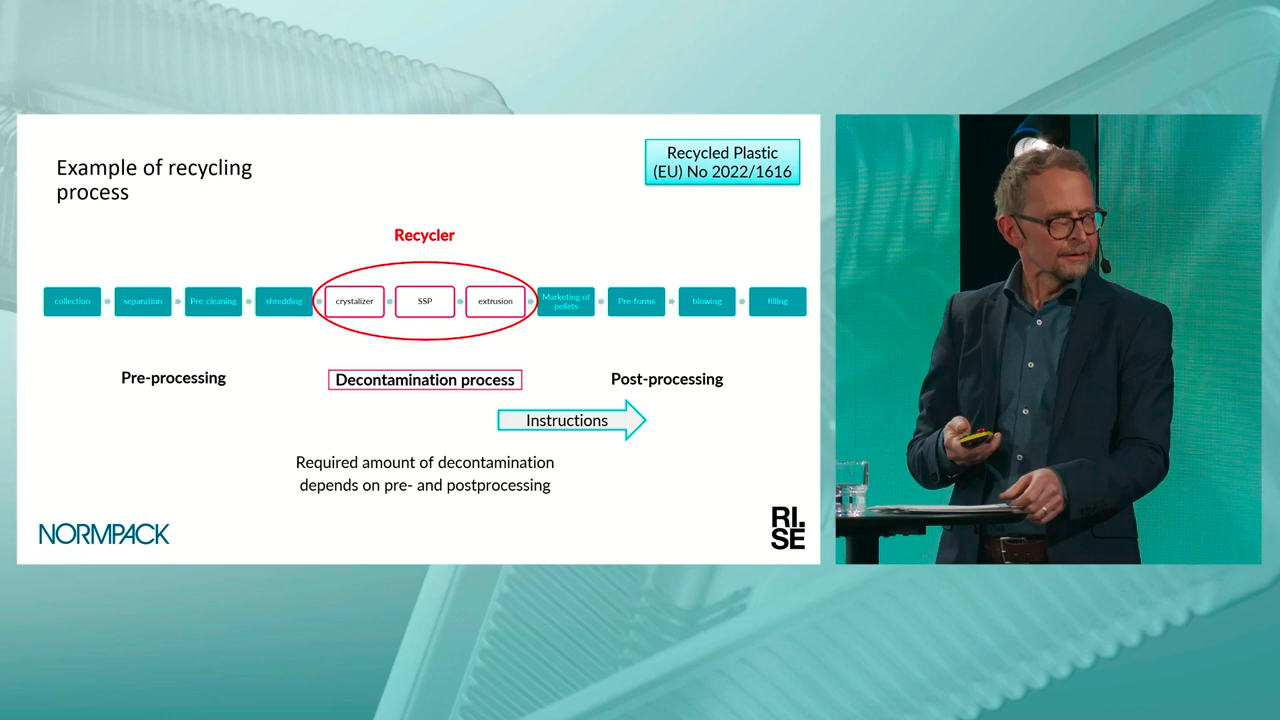 Example of recycling
process
Recycled Plastic
(EU) No 2022/1616
Recycler
collection
separation
Pre-cleaning
shredding
crystalizer
SSP
extrusion
Marketing of
pellets
Pre-forms
blowing
filling
Pre-processing
Decontamination process
Post-processing
Instructions
Required amount of decontamination
depends on pre- and postprocessing
NORMPACK
RI.
SE